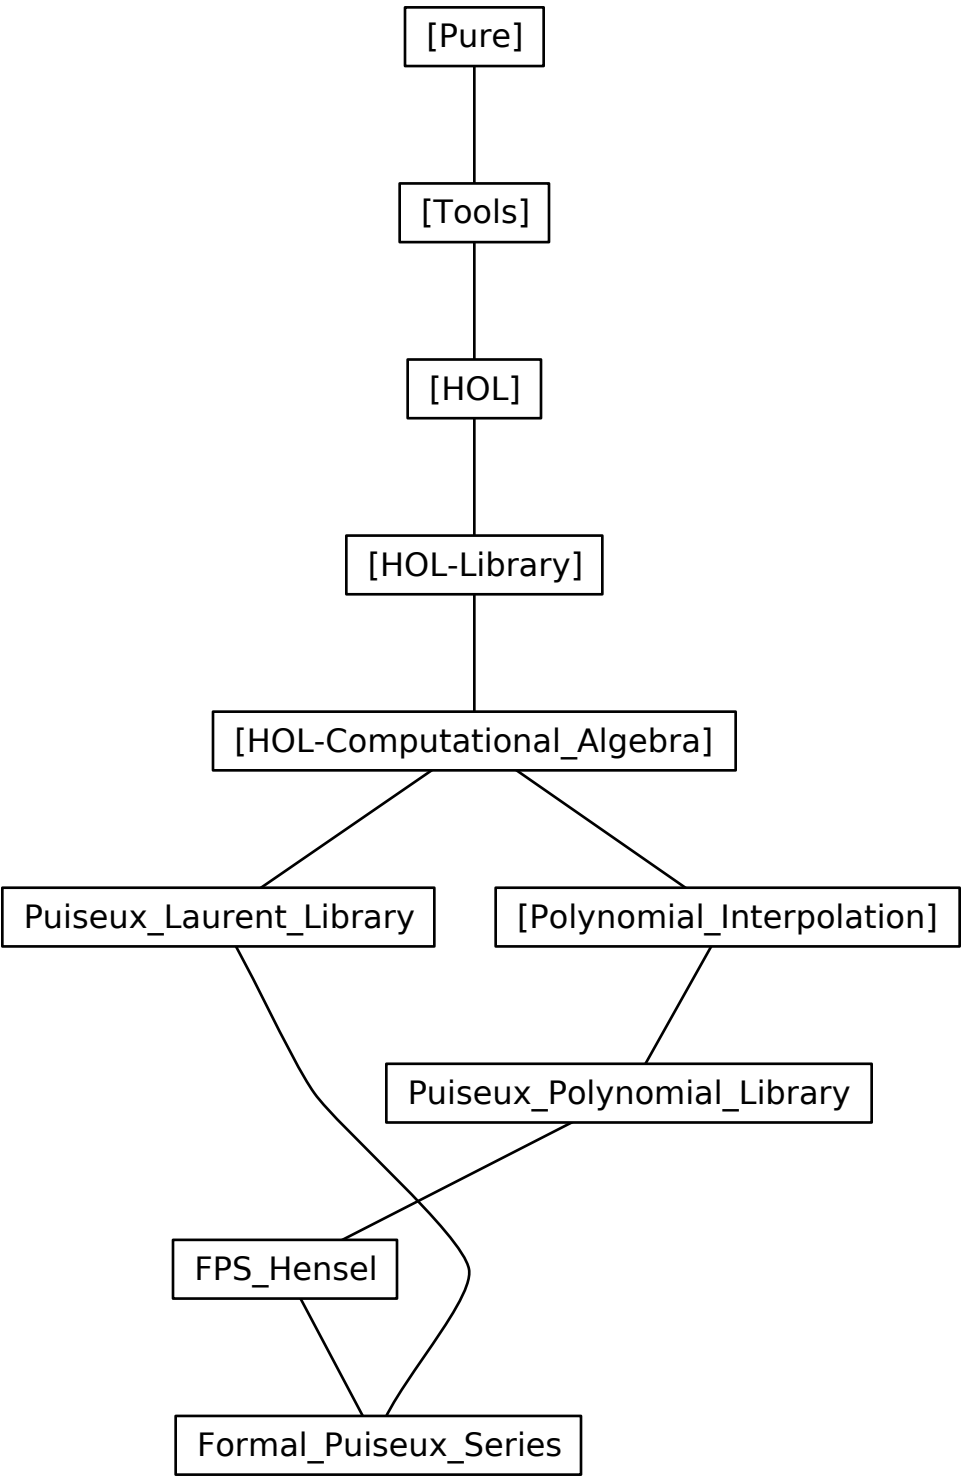 [Pure]
[Tools]
[HOL]
[HOL-Library]
[HOL-Computational_Algebra]
Puiseux_Laurent_Library
[Polynomial_Interpolation]
Puiseux_Polynomial_Library
FPS_Hensel
Formal_Puiseux_Series